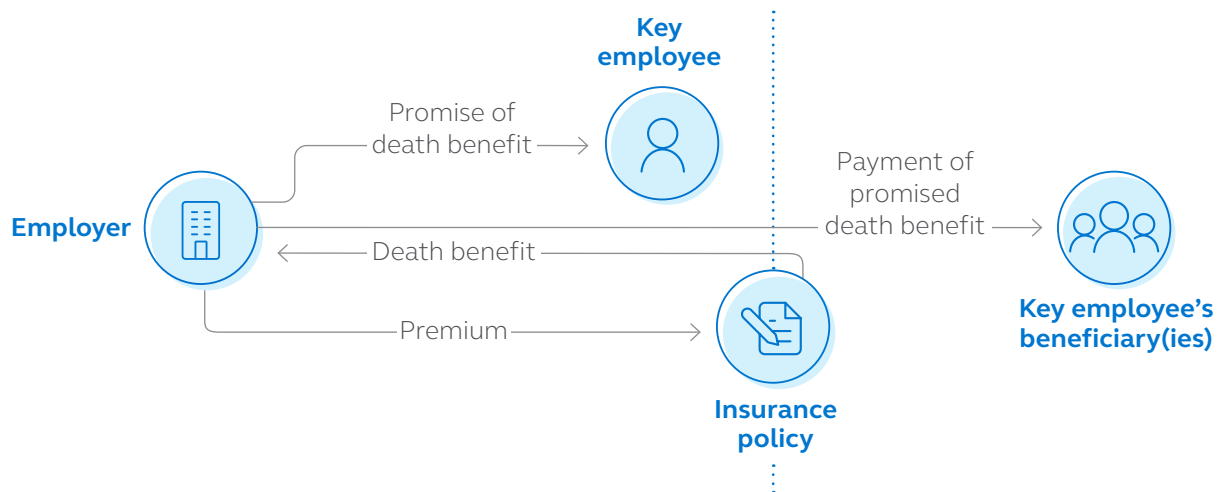 Key
employee
Promise of
death benefit
Payment of
promised
death benefit
Employer
Death benefit
Premium
Key employee’s
beneficiary(ies)
Insurance
policy